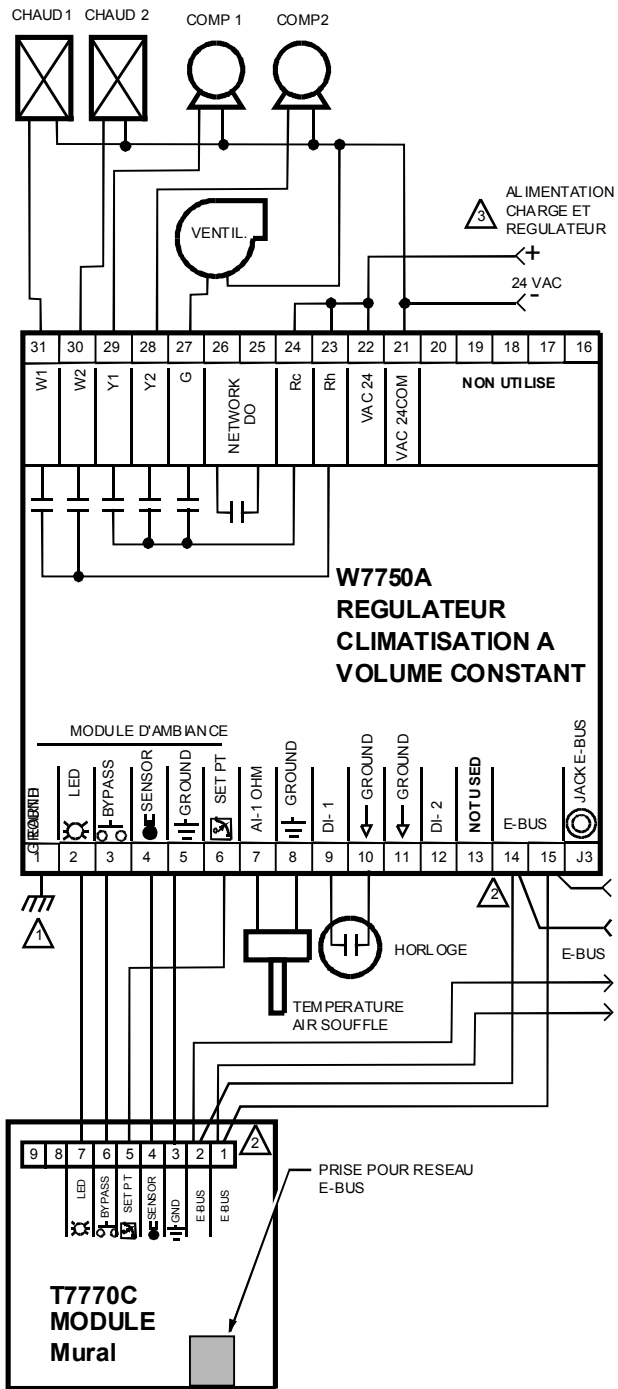 CHAUD 1 CHAUD 2 COMP 1 COMP2
VENTIL.
3
ALIMENTATION
CHARGE ET
REGULATEUR
+
24 VAC
-
31 30 29 28 27 26 25 24 23 22 21 20 19 18 17 16
W1
W2
Y1
Y2
G
NETWORK
DO
Rc
Rh
VAC 24
VAC 24COM
NON UTILISE
W7750A
REGULATEUR
CLIMATISATION A
VOLUME CONSTANT
MODULE D'AMBIANCE
LED
BYPASS
SENSOR
GROUND
SET PT
AI-1 OHM
GROUND
DI- 1
GROUND
GROUND
DI- 2
NOT USED
E-BUS
JACK E-BUS
1 2 3 4 5 6 7 8 9 10 11 12 13 14 15 J3
1
2
HORLOGE
E-BUS
TEMPERATURE
AIR SOUFFLE
9 8 7 6 5 4 3 2 1
2
LED
BYPASS
SET PT
SENSOR
GND
E-BUS
E-BUS
PRISE POUR RESEAU
E-BUS
T7770C
MODULE
Mural